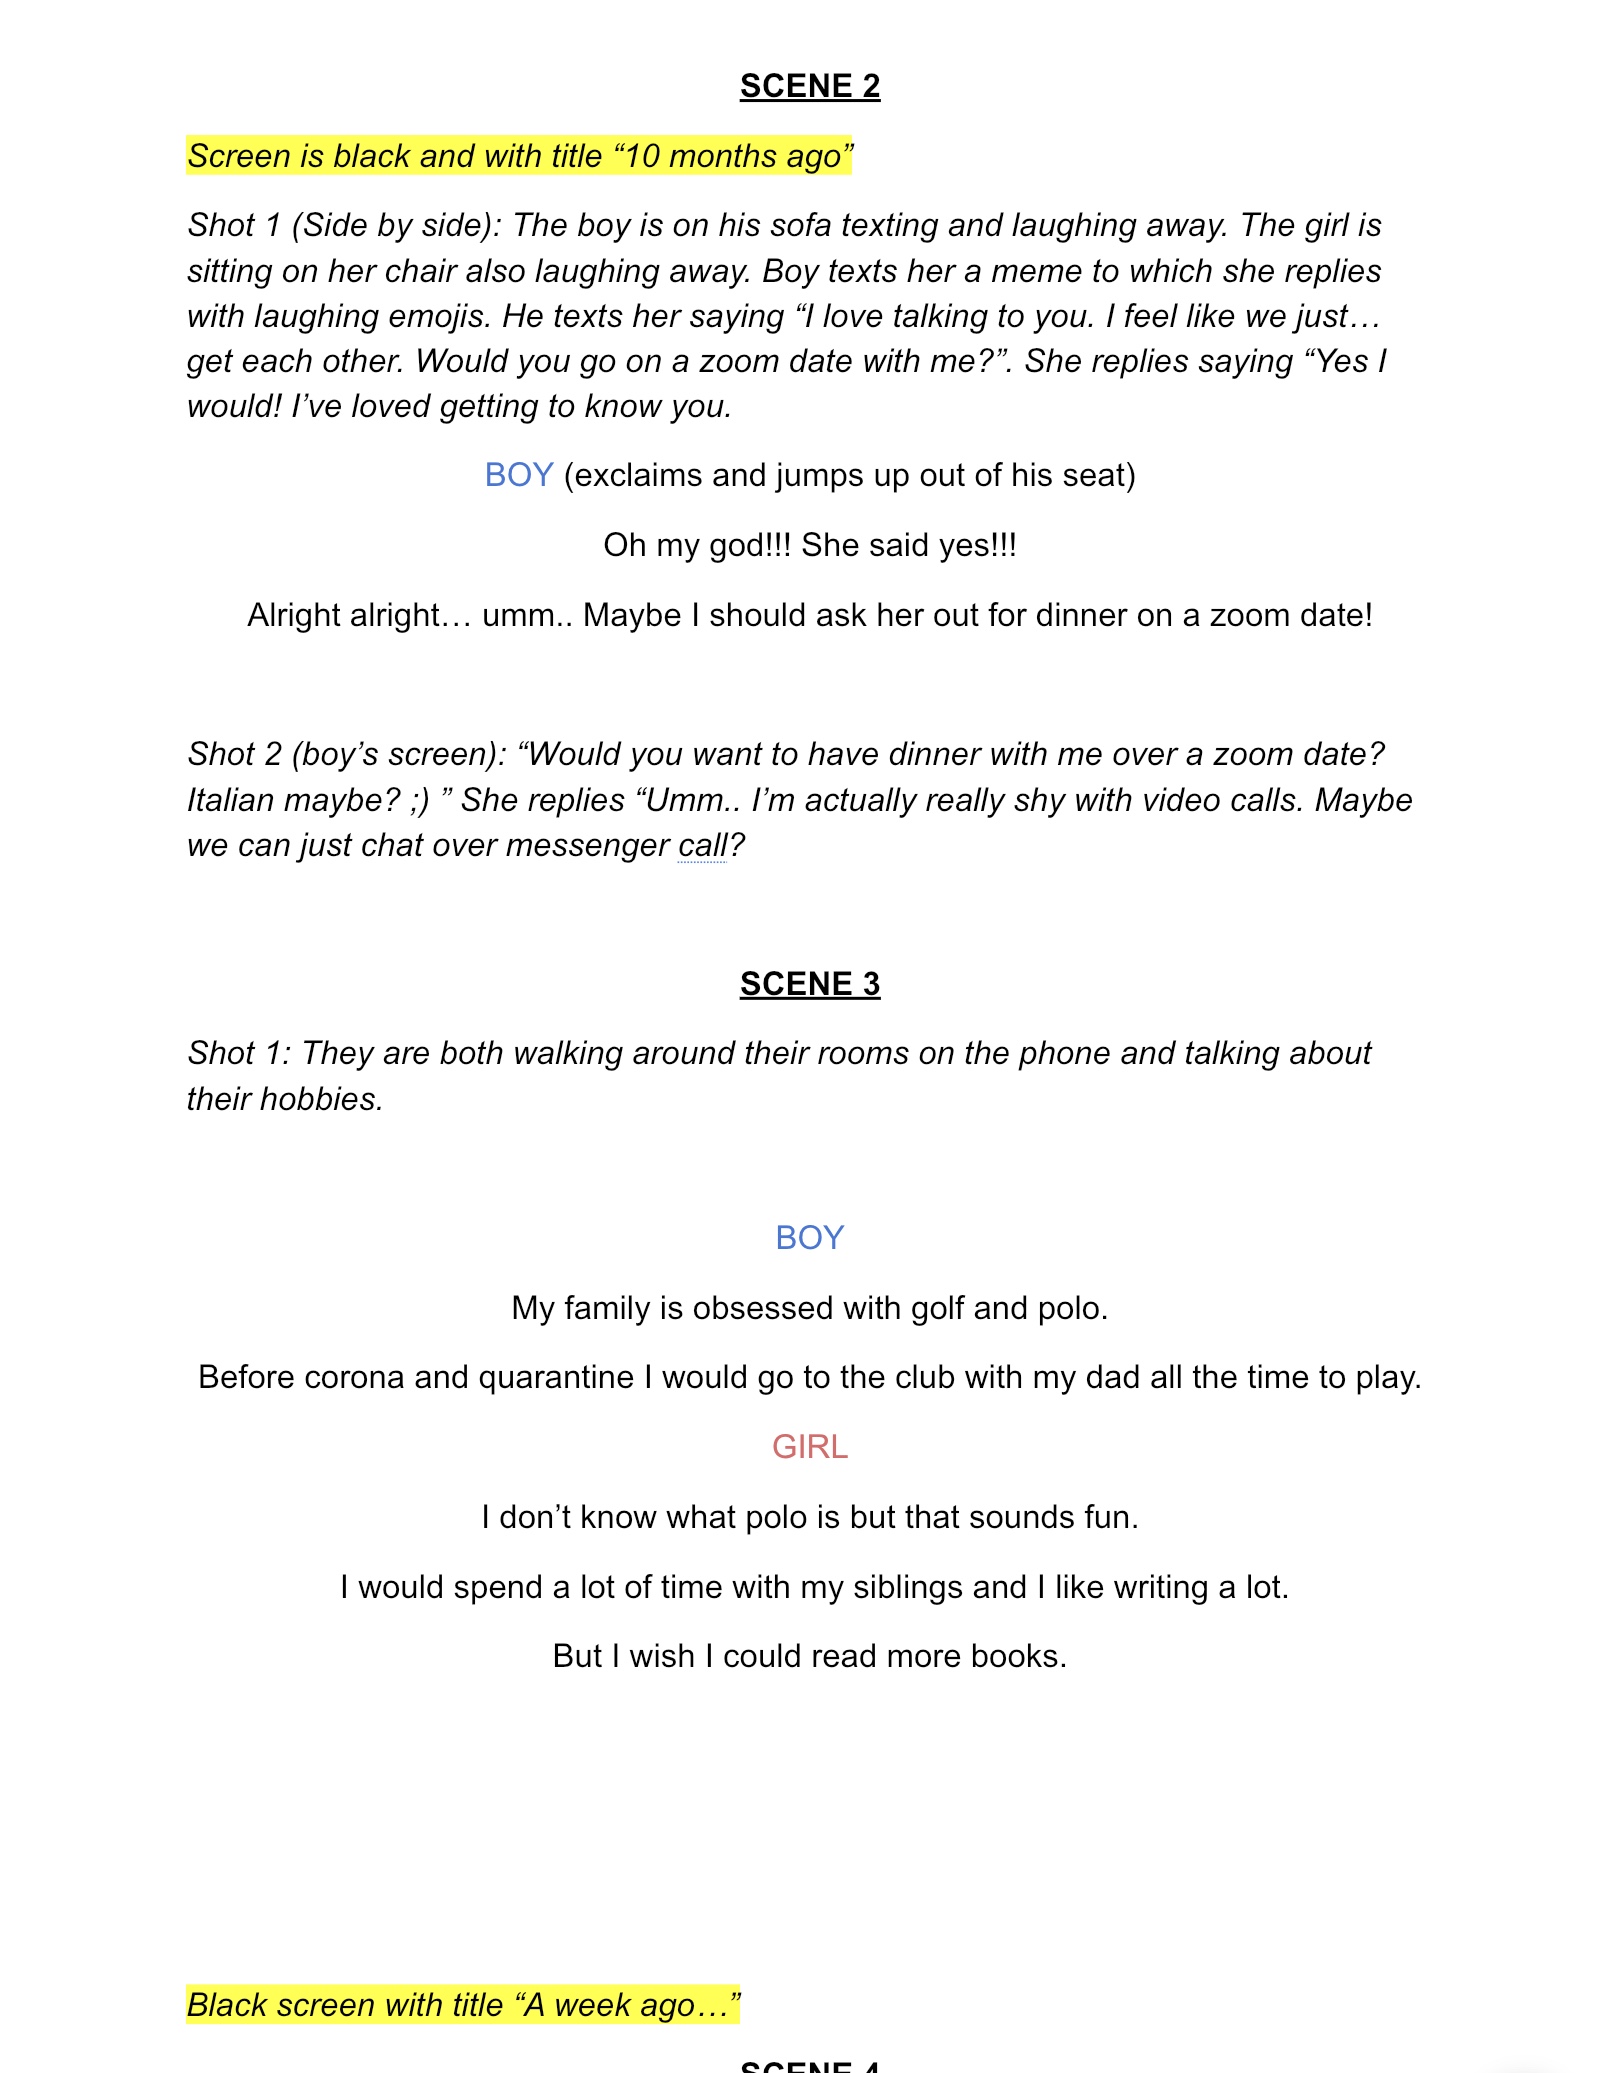 SCENE 2
Screen is black and with title “10 months ago”
Shot 1 (Side by side): The boy is on his sofa texting and laughing away. The girl is
sitting on her chair also laughing away. Boy texts her a meme to which she replies
with laughing emojis. He texts her saying “I love talking to you. I feel like we just…
get each other. Would you go on a zoom date with me?”. She replies saying “Yes I
would! I’ve loved getting to know you.
BOY (exclaims and jumps up out of his seat)
Oh my god!!! She said yes!!!
Alright alright… umm.. Maybe I should ask her out for dinner on a zoom date!
Shot 2 (boy’s screen): “Would you want to have dinner with me over a zoom date?
Italian maybe? ;) ” She replies “Umm.. I’m actually really shy with video calls. Maybe
we can just chat over messenger call?
SCENE 3
Shot 1: They are both walking around their rooms on the phone and talking about
their hobbies.
BOY
My family is obsessed with golf and polo.
Before corona and quarantine I would go to the club with my dad all the time to play.
GIRL
I don’t know what polo is but that sounds fun.
I would spend a lot of time with my siblings and I like writing a lot.
But I wish I could read more books.
Black screen with title “A week ago…”
SCENE 4